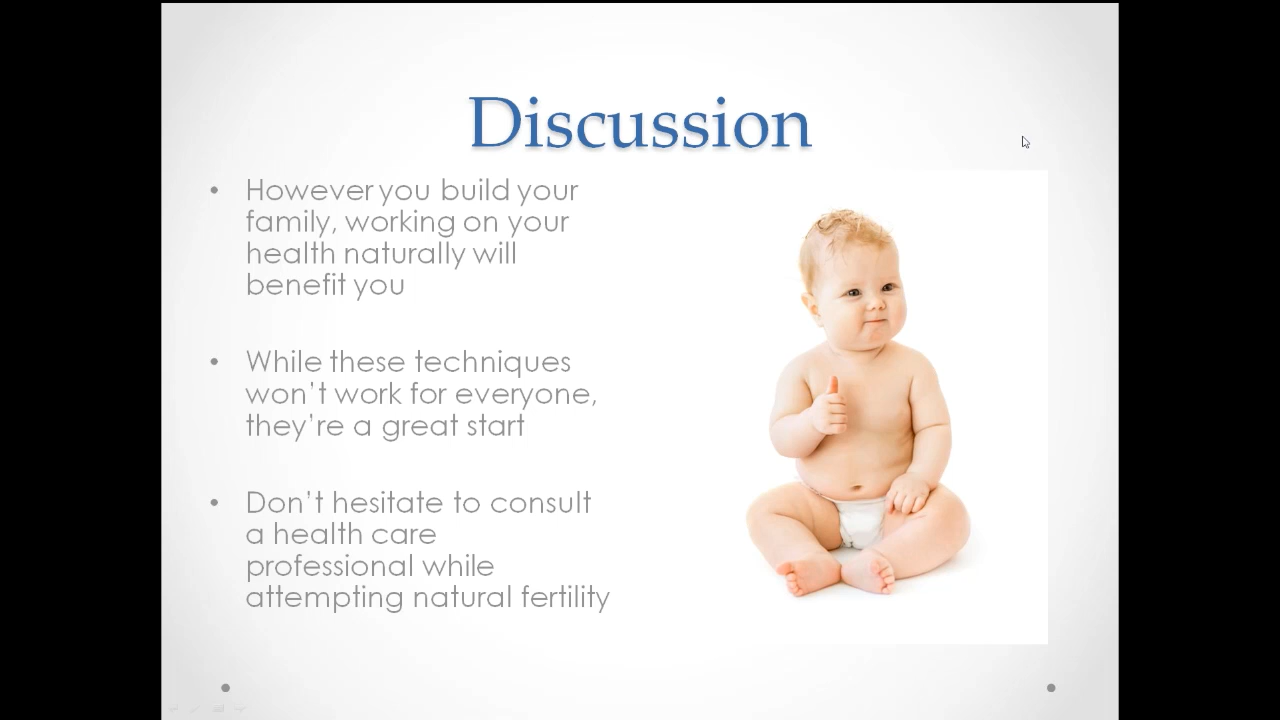 Discussion
• However you build your
family, working on your
health naturally will
benefit you
• While these techniques
won't work for everyone,
they're a great start
• Don't hesitate to consult
a health care
professional while
attempting natural fertility